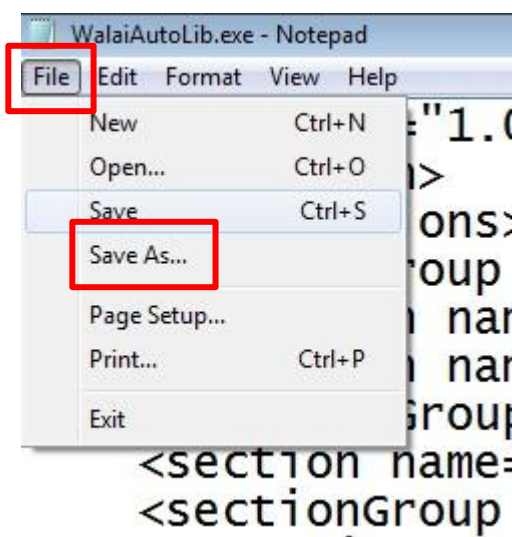 WalaiAutoLib.exe - Notepad
File Edit Format View Help
New Ctrl+N
Open... Ctrl+O
Save Ctrl+S
Save As...
Page Setup...
Print... Ctrl+P
Exit
="1.0
>
ons>
roup
nam
nam
Group
<section name=
<sectionGroup